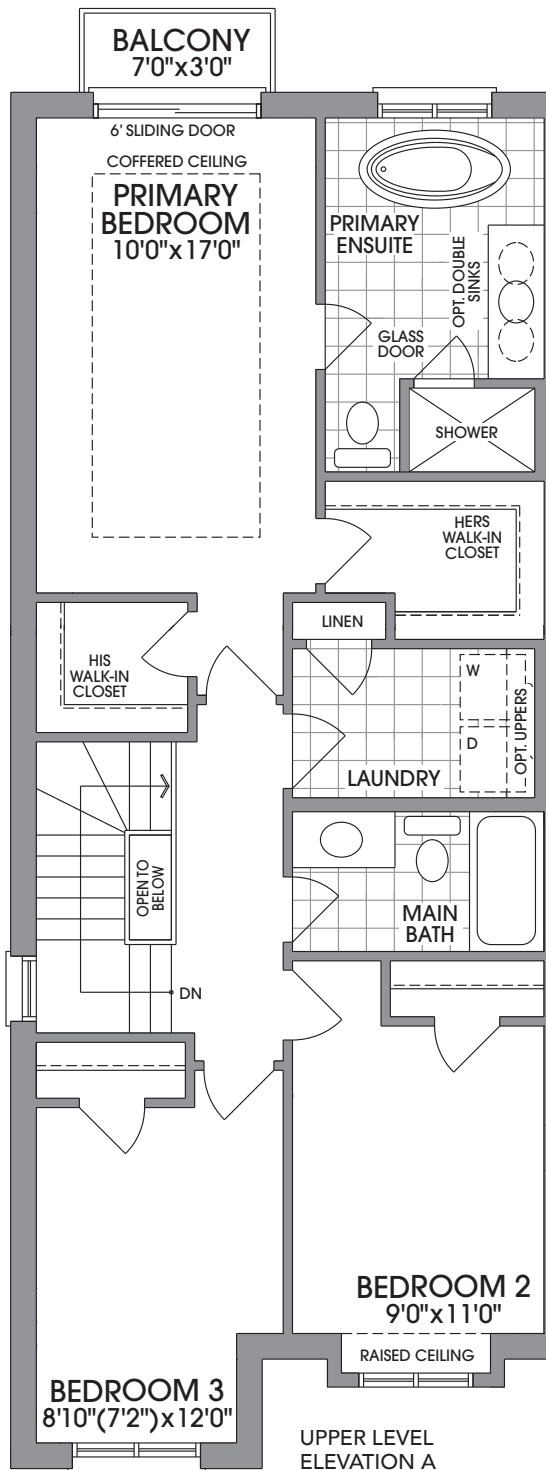 BALCONY
7'0"x3'0"
6' SLIDING DOOR
COFFERED CEILING
PRIMARY
BEDROOM
10'0"x17'0"
PRIMARY
ENSUITE
OPT. DOUBLE
SINKS
GLASS
DOOR
SHOWER
HERS
WALK-IN
CLOSET
LINEN
HIS
WALK-IN
CLOSET
W
D
OPT. UPPERS
LAUNDRY
OPEN TO
BELOW
MAIN
BATH
DN
BEDROOM 2
9'0"x11'0"
RAISED CEILING
BEDROOM 3
8'10"(7'2")x12'0"
UPPER LEVEL
ELEVATION A